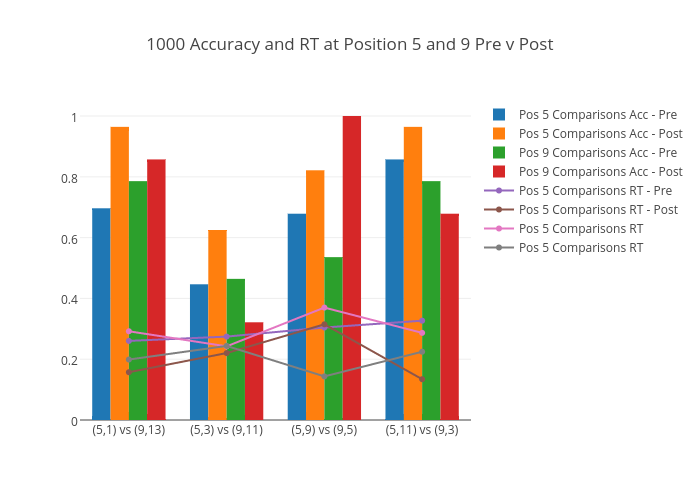 1000 Accuracy and RT at Position 5 and 9 Pre v Post
1
0.8
0.6
0.4
0.2
0
(5,1) vs (9,13)
(5,3) vs (9,11)
(5,9) vs (9,5)
(5,11) vs (9,3)
Pos 5 Comparisons Acc - Pre
Pos 5 Comparisons Acc - Post
Pos 9 Comparisons Acc - Pre
Pos 9 Comparisons Acc - Post
Pos 5 Comparisons RT - Pre
Pos 5 Comparisons RT - Post
Pos 5 Comparisons RT
Pos 5 Comparisons RT